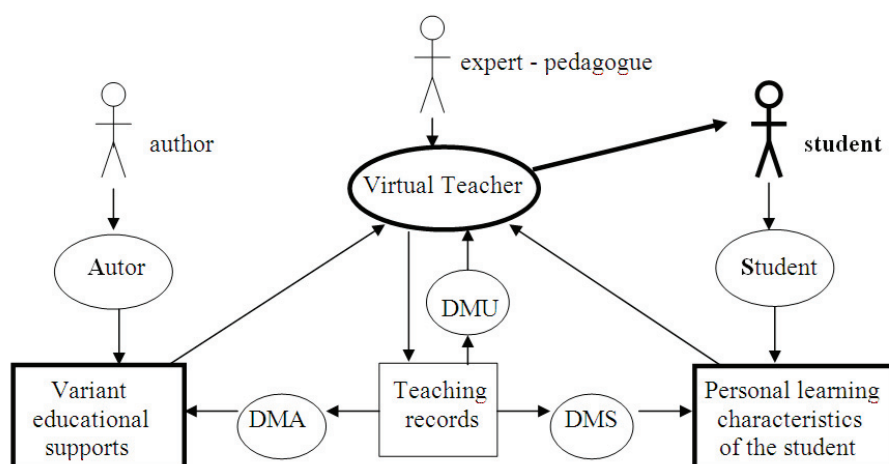 expert - pedagogue
author
student
Virtual Teacher
Autor
Student
DMU
Variant
educational
supports
DMA
Teaching
records
DMS
Personal learning
characteristics
of the student